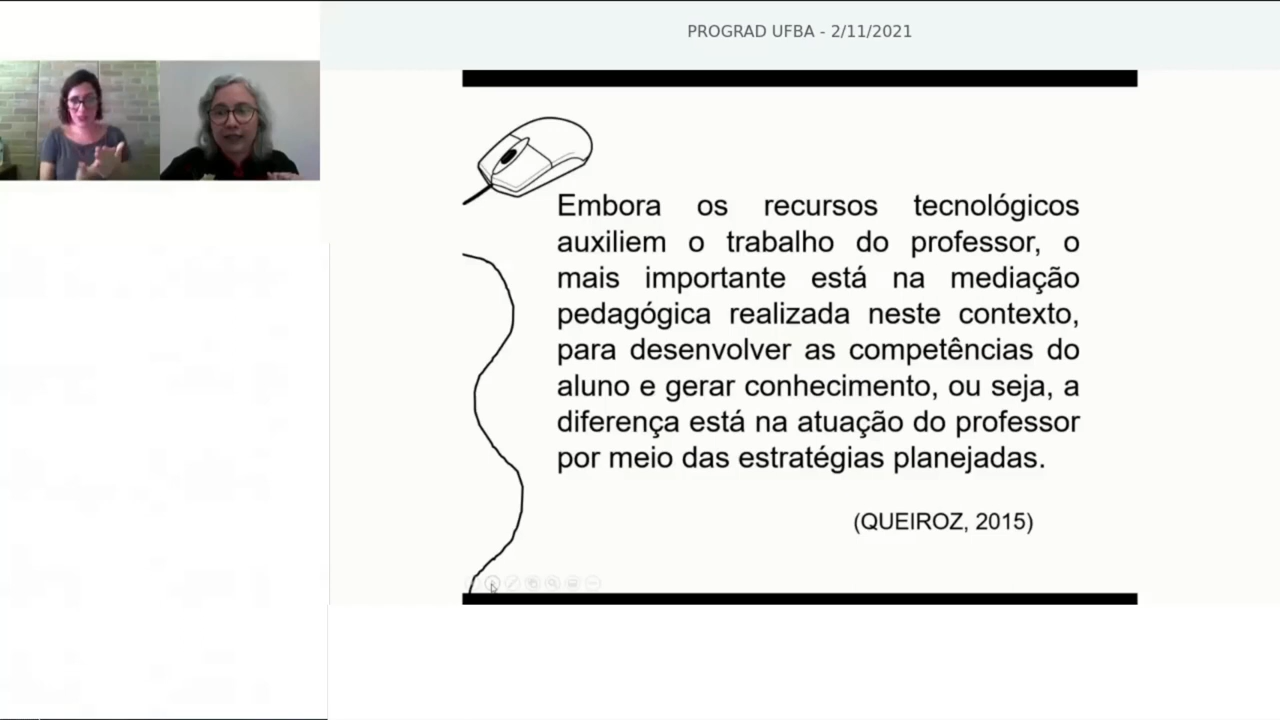 PROGRAD UFBA - 2/11/2021
Embora os recursos tecnológicos
auxiliem o trabalho do professor, o
mais importante está na mediação
pedagógica realizada neste contexto,
para desenvolver as competências do
aluno e gerar conhecimento, ou seja, a
diferença está na atuação do professor
por meio das estratégias planejadas.
(QUEIROZ, 2015)